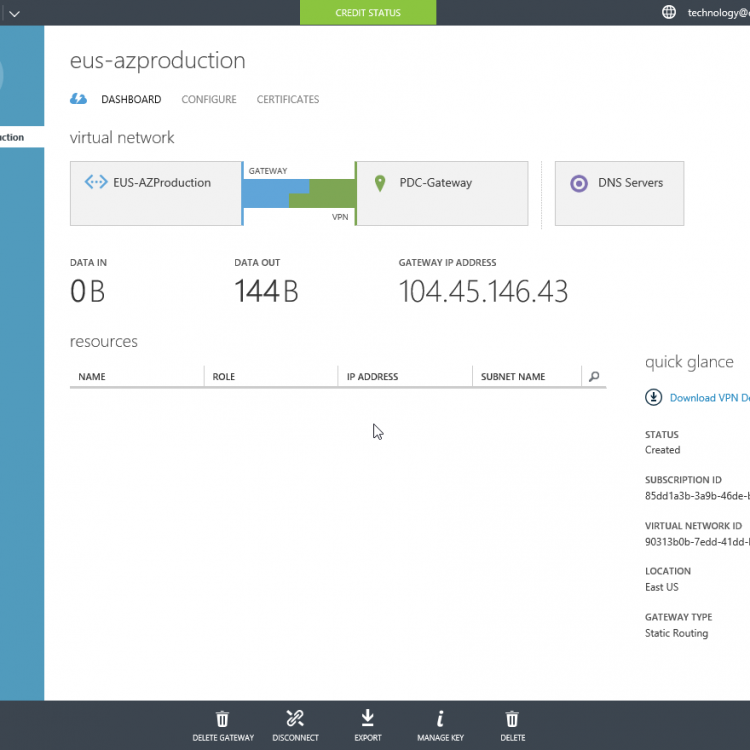 CREDIT STATUS
technology@
eus-azproduction
DASHBOARD CONFIGURE CERTIFICATES
ction
virtual network
GATEWAY
EUS-AZProduction
PDC-Gateway
DNS Servers
VPN
DATA IN DATA OUT GATEWAY IP ADDRESS
0 B 144 B 104.45.146.43
resources
NAME ROLE IP ADDRESS SUBNET NAME
quick glance
Download VPN De
STATUS
Created
SUBSCRIPTION ID
85dd1a3b-3a9b-46de-b
VIRTUAL NETWORK ID
90313b0b-7edd-41dd-
LOCATION
East US
GATEWAY TYPE
Static Routing
DELETE GATEWAY DISCONNECT EXPORT MANAGE KEY DELETE